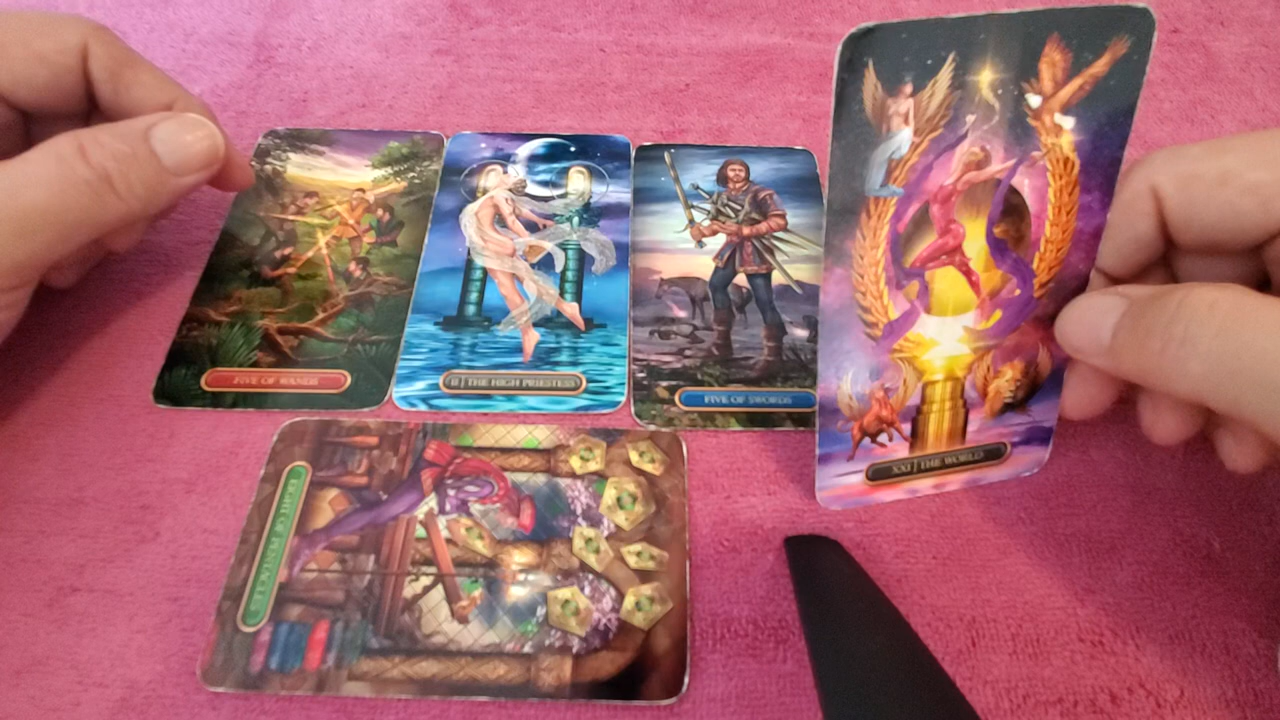 FIVE OF WANDS
II | THE HIGH PRIESTESS
FIVE OF SWORDS
XXI | THE WORLD
EIGHT OF PENTACLES